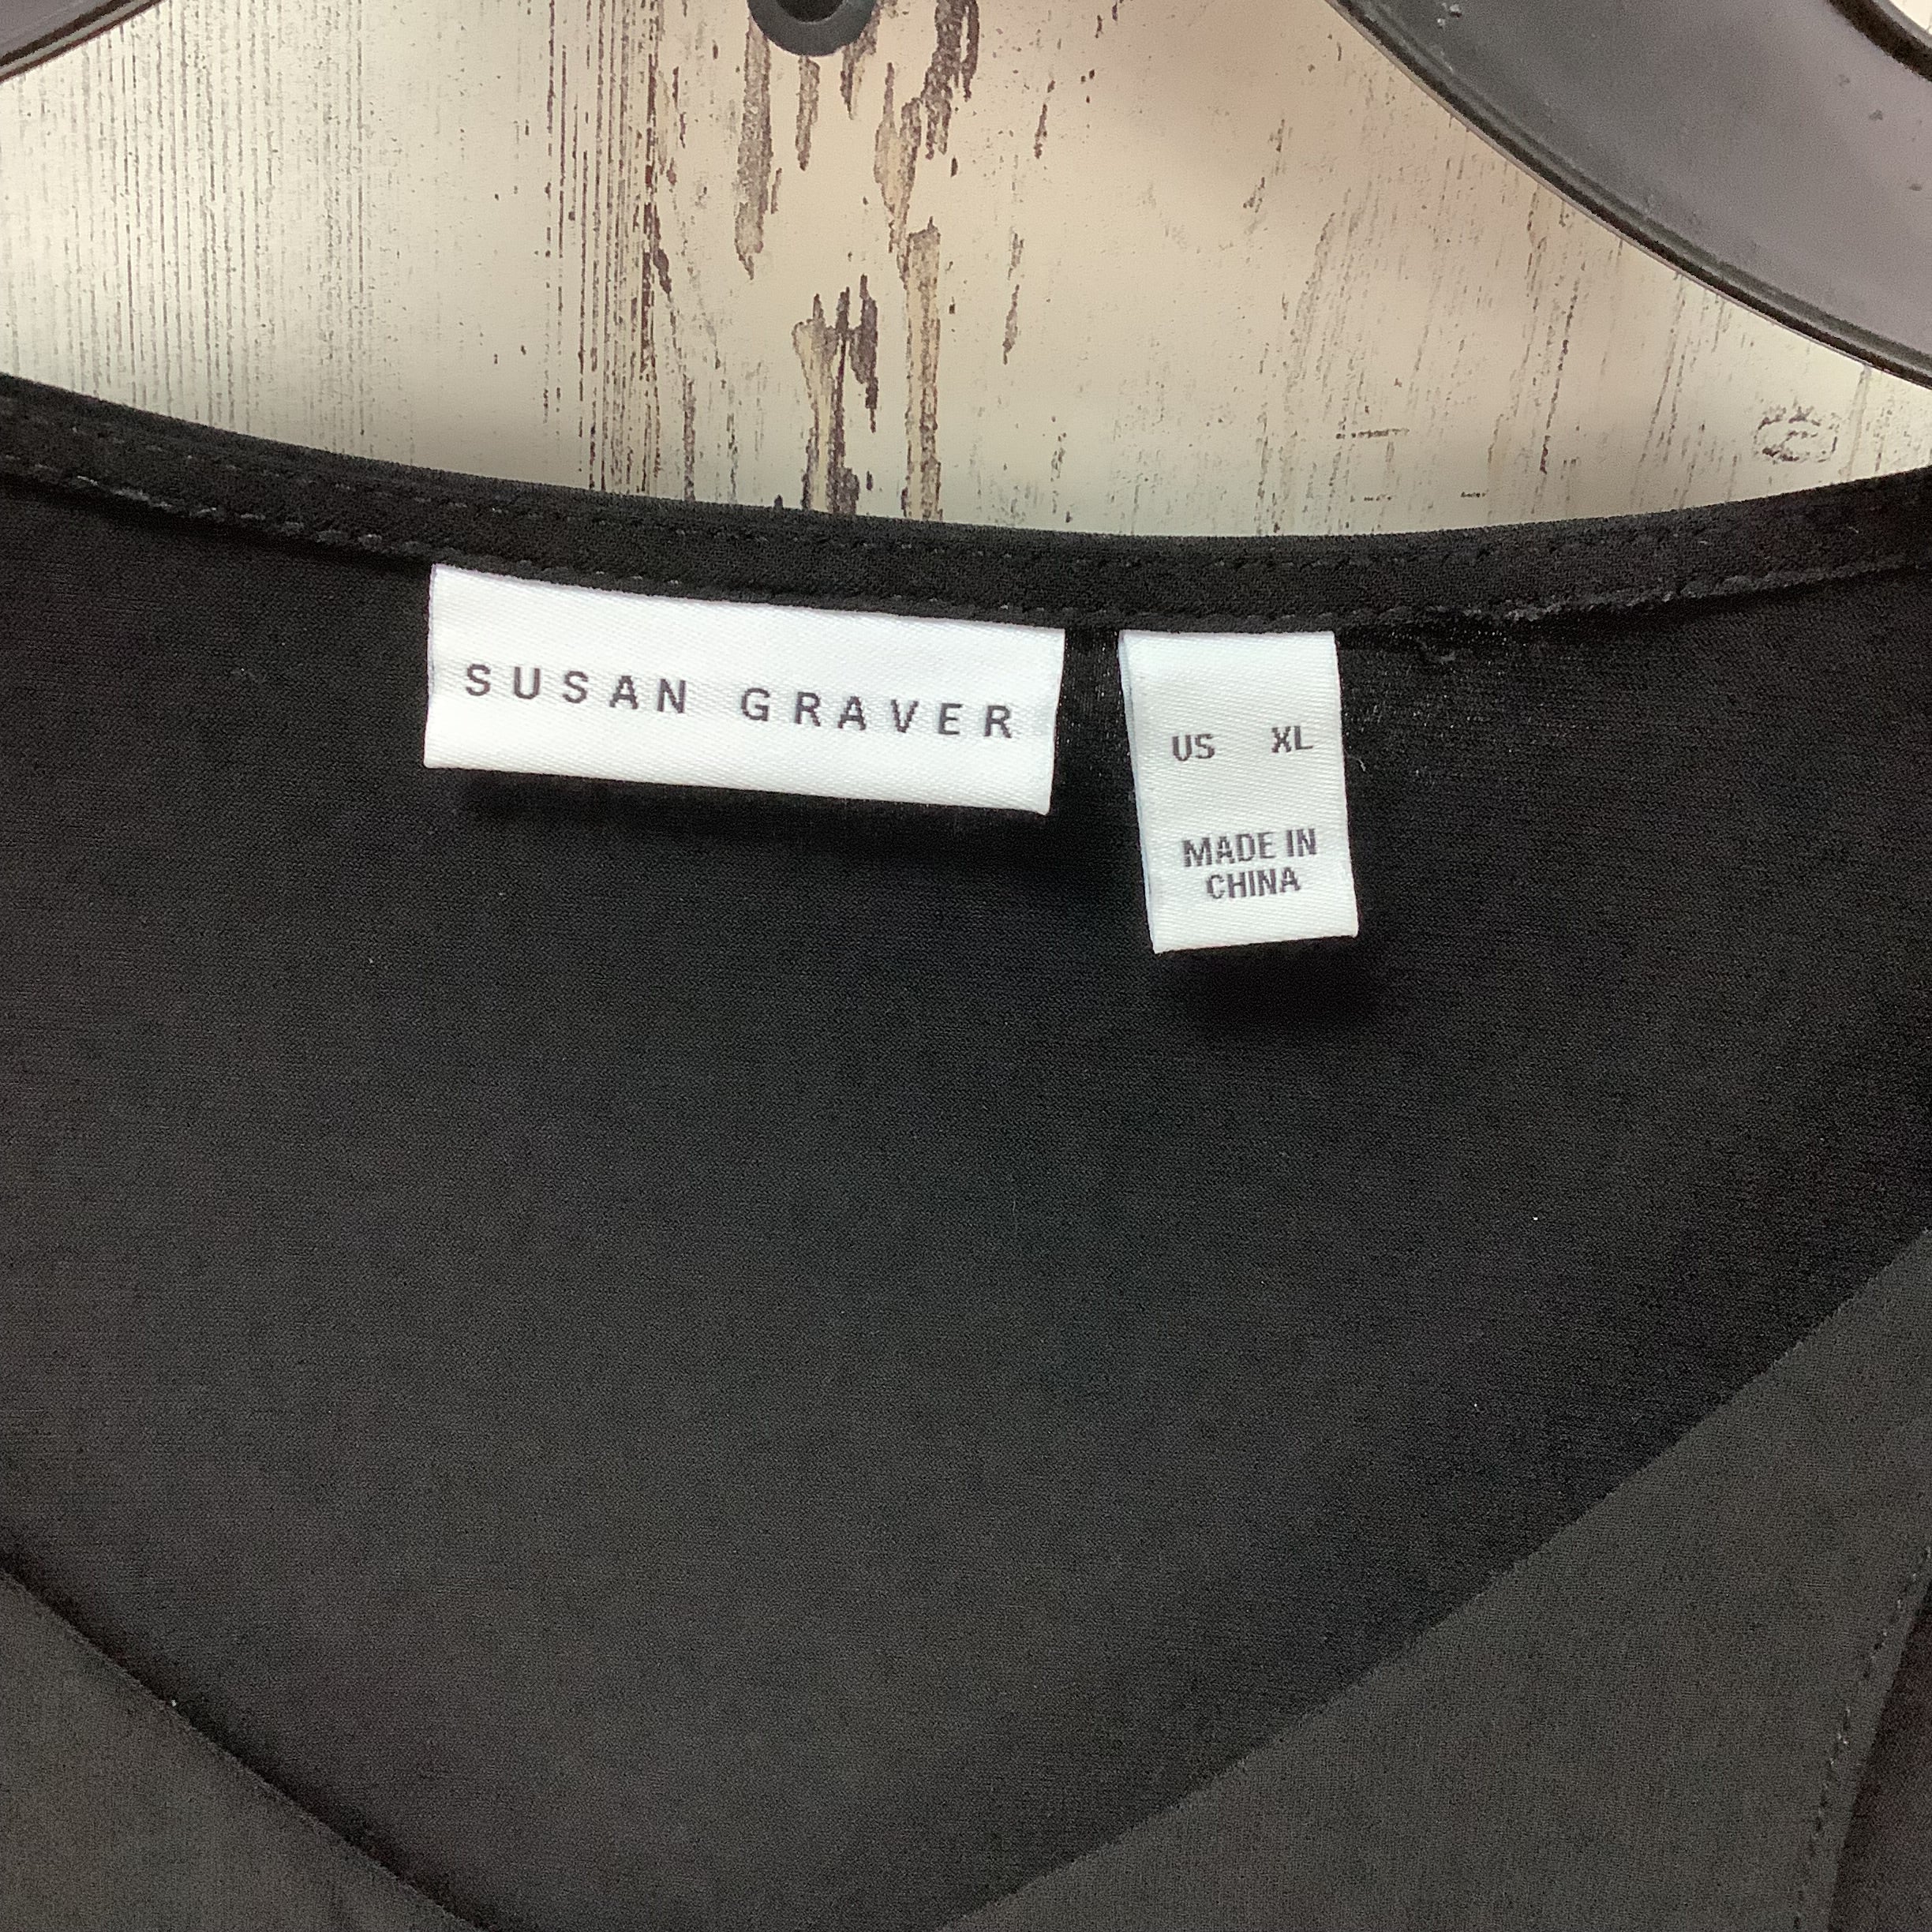 SUSAN GRAVER
US XL
MADE IN
CHINA